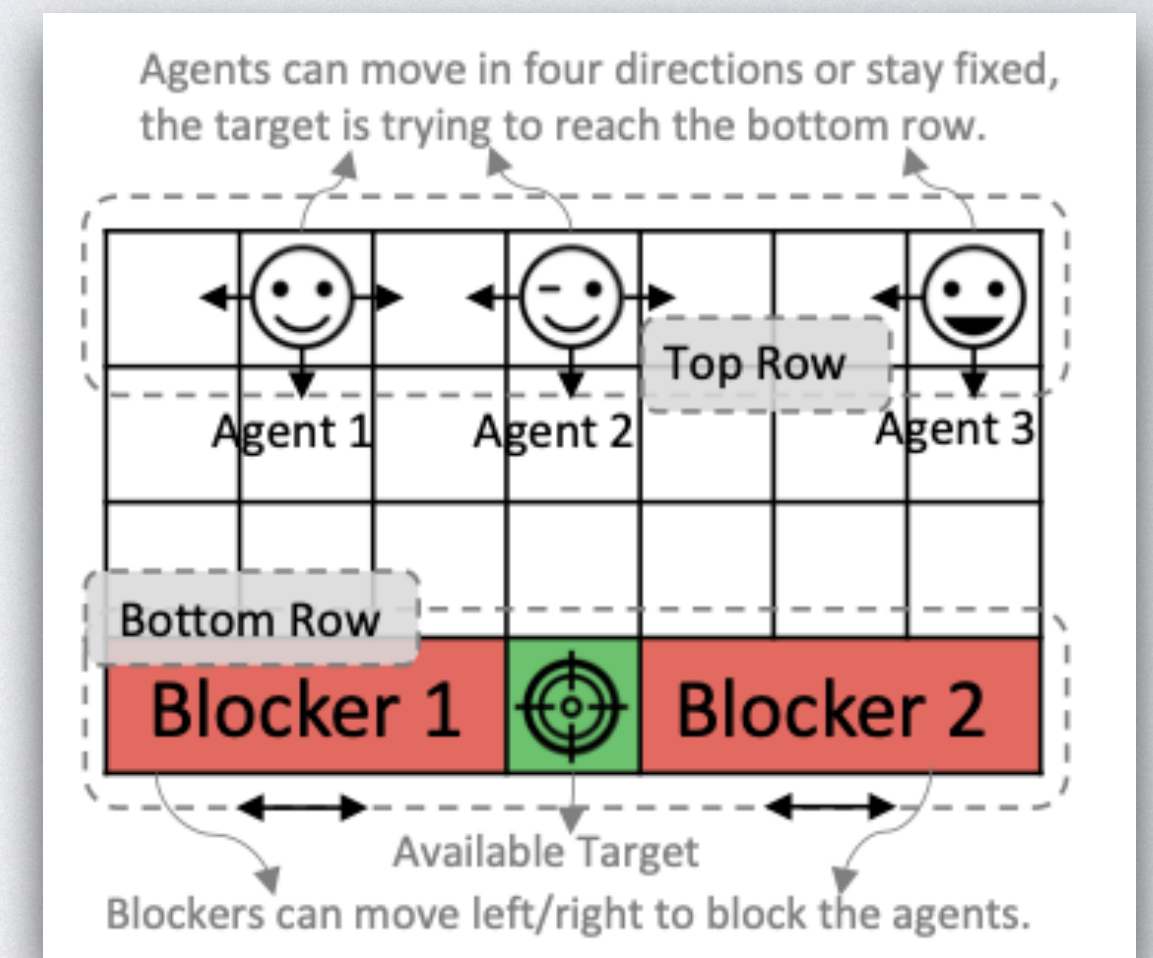 Agents can move in four directions or stay fixed,
the target is trying to reach the bottom row.
Top Row
Agent 1
Agent 2
Agent 3
Bottom Row
Blocker 1
Blocker 2
Available Target
Blockers can move left/right to block the agents.